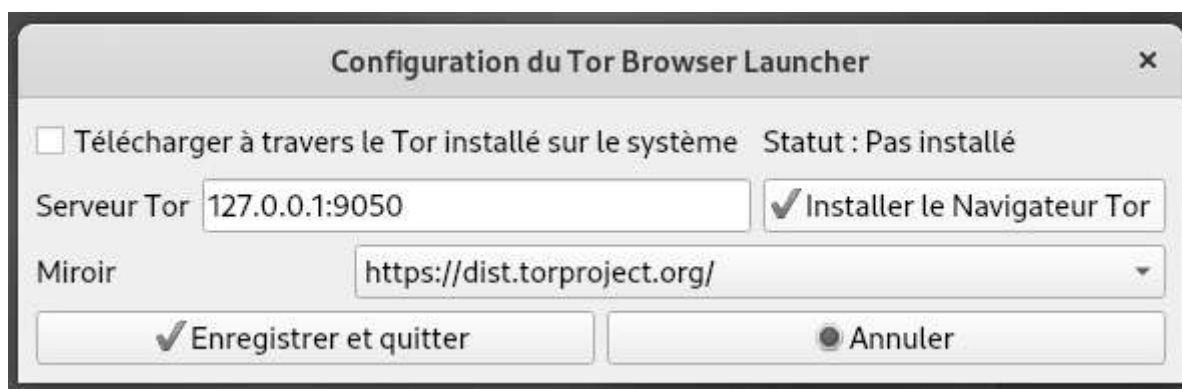 Configuration du Tor Browser Launcher ×
Télécharger à travers le Tor installé sur le système Statut : Pas installé
Serveur Tor 127.0.0.1:9050 Installer le Navigateur Tor
Miroir https://dist.torproject.org/
Enregistrer et quitter Annuler